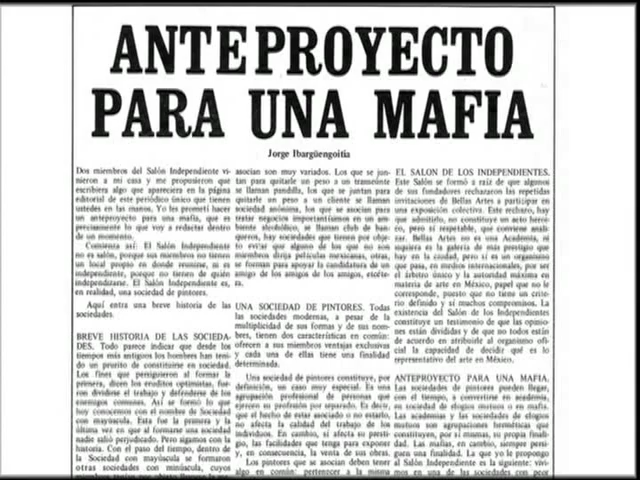 ANTEPROYECTO
PARA UNA MAFIA
Jorge Ibargüengoitia
Dos miembros del Salón Independiente vi-
nieron a mi casa y me propusieron que
escribiera algo que apareciera en la página
editorial de este periódico único que tienen
ustedes en las manos. Yo les prometí hacer
un anteproyecto para una mafia, que es
precisamente lo que voy a redactar dentro
de un momento.
Comienza así: El Salón Independiente
no es salón, porque sus miembros no tienen
un local propio en donde reunirse, ni es
independiente, porque no tienen de quién
independizarse. El Salón Independiente es,
en realidad, una sociedad de pintores.
Aquí entra una breve historia de las
sociedades.
BREVE HISTORIA DE LAS SOCIEDA-
DES. Todo parece indicar que desde los
tiempos más antiguos los hombres han teni-
do un prurito de constituirse en sociedad.
Los fines que persiguieron al formar la
primera, dicen los eruditos optimistas, fue-
ron dividirse el trabajo y defenderse de los
enemigos comunes. Así se formó lo que
hoy conocemos con el nombre de Sociedad
con mayúscula. Esta fue la primera y la
última vez en que al formarse una sociedad
nadie salió perjudicado. Pero sigamos con la
historia. Con el paso del tiempo, dentro de
la Sociedad con mayúscula se formaron
otras sociedades con minúscula, cuyos
asocian son muy variados. Los que se jun-
tan para quitarle un peso a un transeúnte
se llaman pandilla, los que se juntan para
quitarle un peso a un cliente se llaman
sociedad anónima, los que se asocian para
tratar negocios importantísimos en un am-
biente alcohólico, se llaman club de ban-
queros, hay sociedades que tienen por obje-
to evitar que alguno de los que no son
miembros dirija películas mexicanas, otras,
se forman para apoyar la candidatura de un
amigo de los amigos de los amigos, etcéte-
ra.
UNA SOCIEDAD DE PINTORES. Todas
las sociedades modernas, a pesar de la
multiplicidad de sus formas y de sus nom-
bres, tienen dos características en común:
ofrecen a sus miembros ventajas exclusivas
y cada una de ellas tiene una finalidad
determinada.
Una sociedad de pintores constituye, por
definición, un caso muy especial. Es una
agrupación profesional de personas que
ejercen su profesión por separado. Es decir,
que el hecho de estar asociado o no estarlo,
no afecta la calidad del trabajo de los
individuos. En cambio, sí afecta su presti-
gio, las facilidades que tenga para exponer
y, en consecuencia, la venta de sus obras.
Los pintores que se asocian deben tener
algo en común: pertenecer a la misma
EL SALON DE LOS INDEPENDIENTES.
Este Salón se formó a raíz de que algunos
de sus fundadores rechazaron las repetidas
invitaciones de Bellas Artes a participar en
una exposición colectiva. Este rechazo, hay
que admitirlo, no constituye un acto heroi-
co, pero sí respetable, que conviene anali-
zar. Bellas Artes no es una Academia, ni
siquiera es la galería de más prestigio que
hay en la ciudad, pero sí es un organismo
que pasa, en medios internacionales, por ser
el árbitro único y la autoridad máxima en
materia de arte en México, papel que no le
corresponde, puesto que no tiene un crite-
rio definido y sí muchos compromisos. La
existencia del Salón de los Independientes
constituye un testimonio de que las opinio-
nes están divididas y de que no todos están
de acuerdo en atribuirle al organismo ofi-
cial la capacidad de decidir qué es lo
representativo del arte en México.
ANTEPROYECTO PARA UNA MAFIA.
Las sociedades de pintores pueden llegar,
con el tiempo, a convertirse en academia,
en sociedad de elogios mutuos o en mafia.
Las academias y las sociedades de elogios
mutuos son agrupaciones herméticas que
constituyen, por sí mismas, su propia finali-
dad. Las mafias, en cambio, siempre persi-
guen una finalidad. La que yo le propongo
al Salón Independiente es la siguiente: vivi-
mos en una de las sociedades con peor